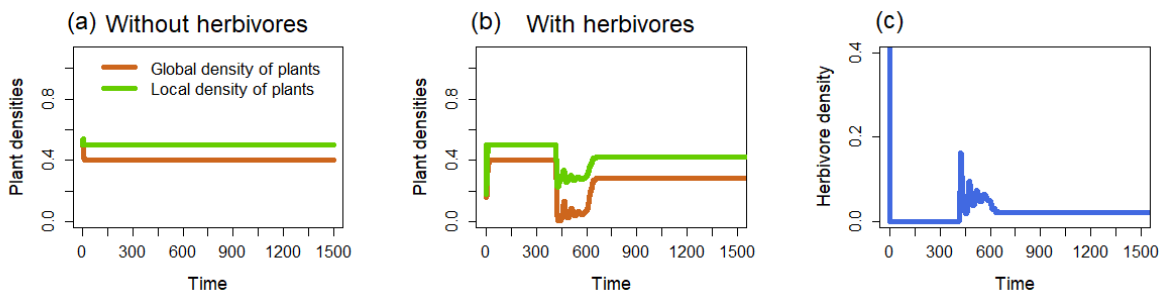 (a) Without herbivores
Plant densities
0.0 0.4 0.8
Global density of plants
Local density of plants
0 300 600 900 1200 1500
Time
(b) With herbivores
Plant densities
0.0 0.4 0.8
0 300 600 900 1200 1500
Time
(c)
Herbivore density
0.0 0.2 0.4
0 300 600 900 1200 1500
Time